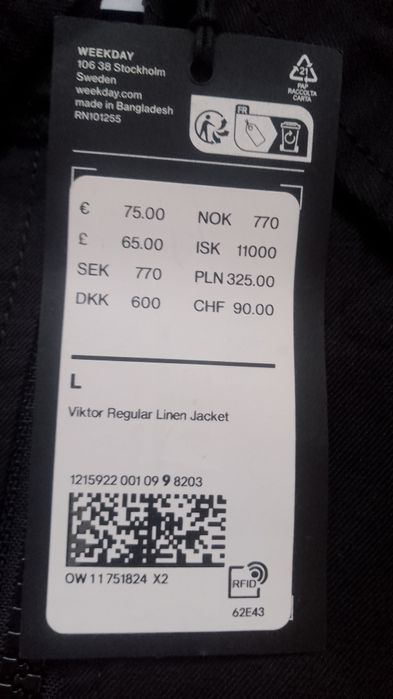 WEEKDAY
106 38 Stockholm
Sweden
weekday.com
made in Bangladesh
RN101255
21
PAP
RACCOLTA
CARTA
FR
€ 75.00 NOK 770
£ 65.00 ISK 11000
SEK 770 PLN 325.00
DKK 600 CHF 90.00
L
Viktor Regular Linen Jacket
1215922 001 09 9 8203
OW 11 751824 X2
RFID
62E43